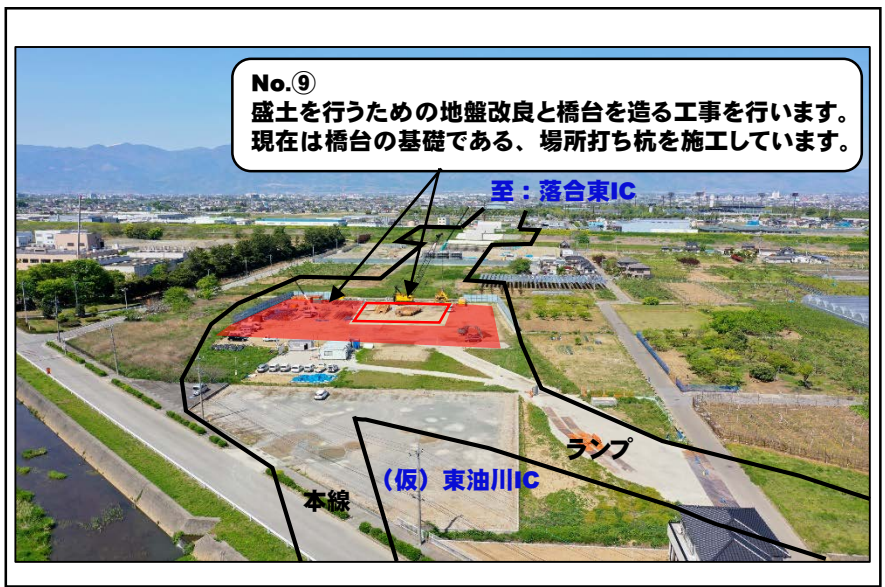 No.⑨
盛土を行うための地盤改良と橋台を造る工事を行います。
現在は橋台の基礎である、場所打ち杭を施工しています。
至：落合東IC
ランプ
（仮）東油川IC
本線